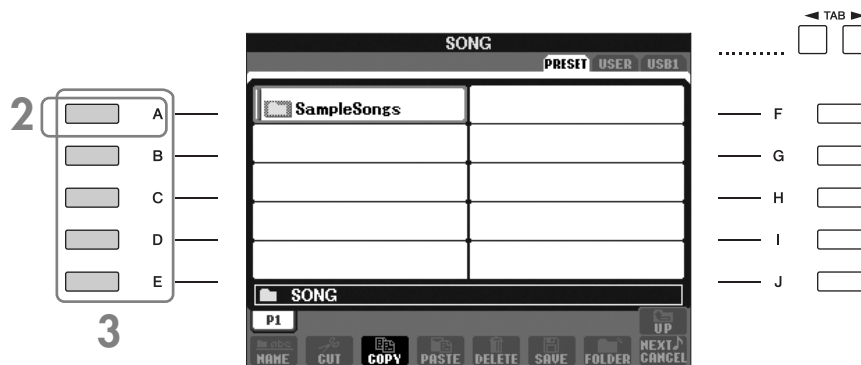 ◄ TAB ►
SONG
PRESET USER USB1
2
A SampleSongs F
B G
C H
D I
E J
3
SONG
P1 UP
NAME CUT COPY PASTE DELETE SAVE FOLDER NEXT♪ CANCEL